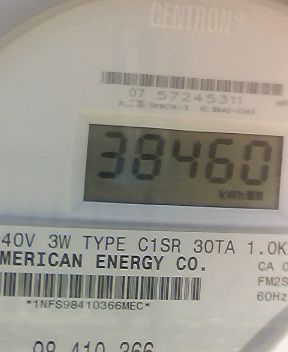 CENTRON®
07 57245311
38460
kWh
40V 3W TYPE C1SR 30TA 1.0K
MERICAN ENERGY CO.
CA 0
FM2S
60Hz
*1NFS98410366MEC*
98 410 366